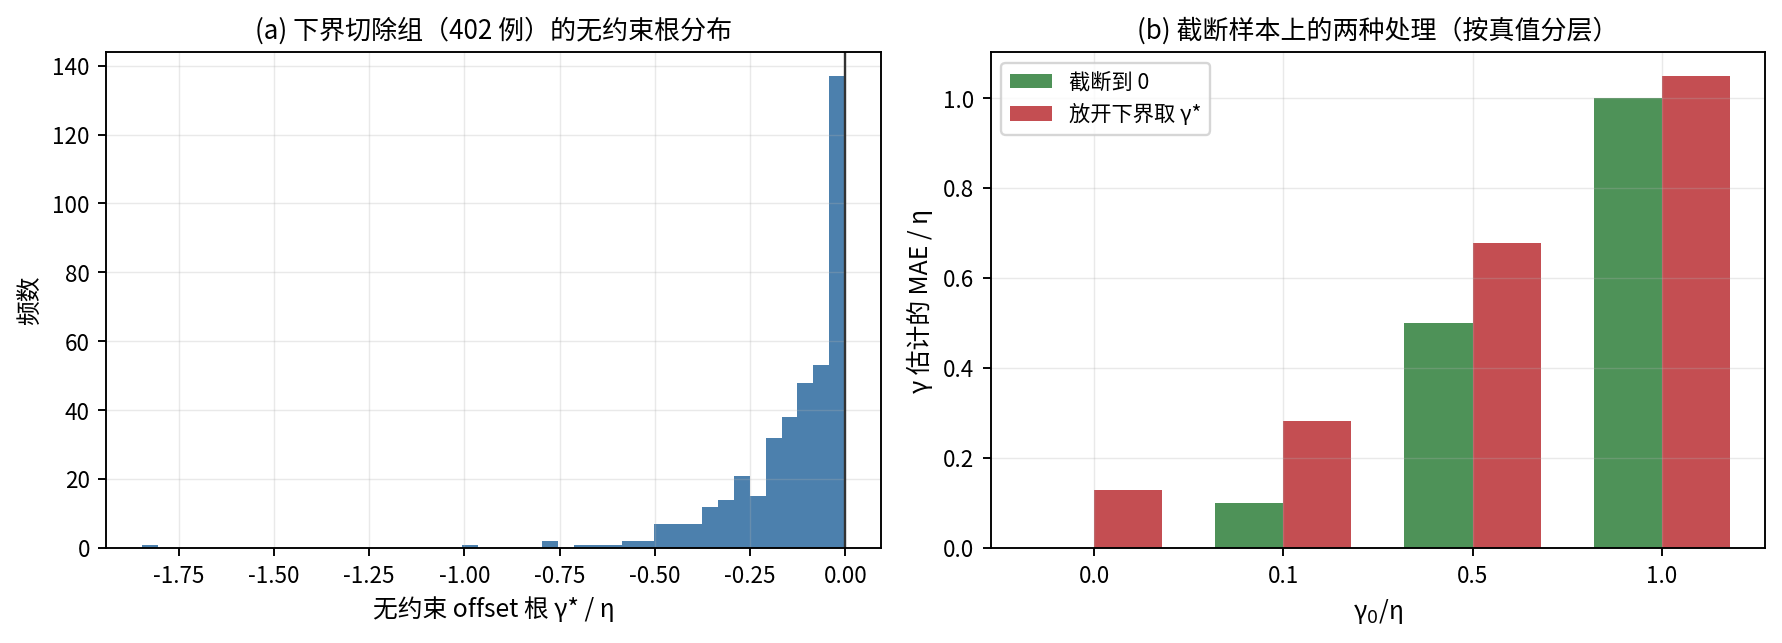 (a) 下界切除组（402 例）的无约束根分布
140
120
100
80
60
40
20
0
频数
-1.75 -1.50 -1.25 -1.00 -0.75 -0.50 -0.25 0.00
无约束 offset 根 γ* / η
(b) 截断样本上的两种处理（按真值分层）
截断到 0
放开下界取 γ*
1.0
0.8
0.6
0.4
0.2
0.0
γ 估计的 MAE / η
0.0 0.1 0.5 1.0
γ₀/η